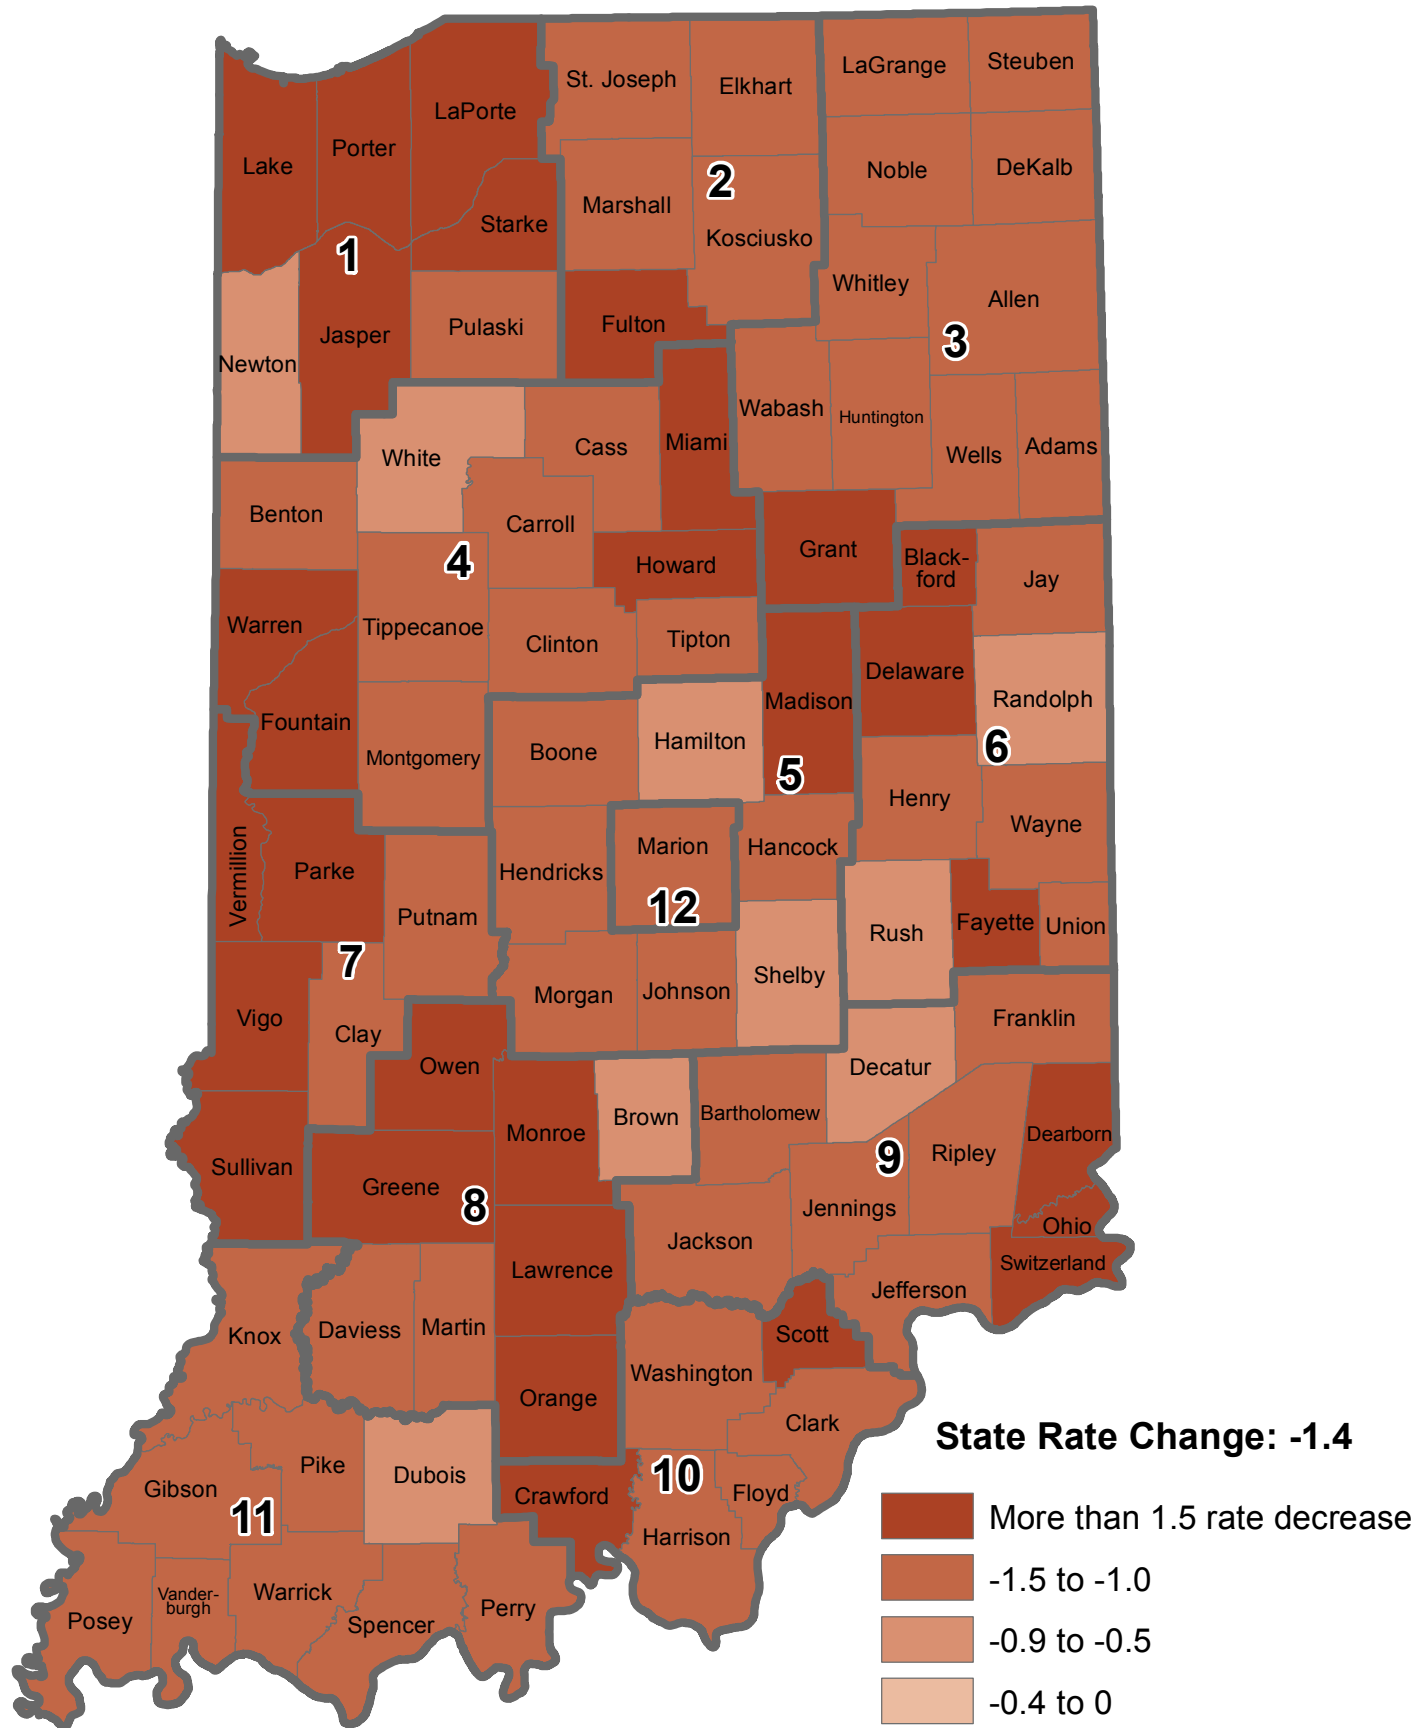 LaGrange
Steuben
St. Joseph
Elkhart
LaPorte
Porter
Lake
Noble
DeKalb
2
Marshall
Starke
Kosciusko
1
Whitley
Allen
Fulton
Pulaski
Jasper
3
Newton
Wabash
Huntington
Miami
Cass
White
Wells
Adams
Benton
Carroll
Grant
4
Howard
Black-
ford
Jay
Warren
Tippecanoe
Clinton
Tipton
Delaware
Madison
Randolph
Fountain
Hamilton
6
Boone
Montgomery
5
Henry
Wayne
Marion
Hancock
Vermillion
Parke
Hendricks
12
Putnam
Rush
Fayette
Union
7
Shelby
Morgan
Johnson
Vigo
Clay
Franklin
Owen
Decatur
Brown
Bartholomew
Monroe
Dearborn
Ripley
9
Sullivan
Greene
8
Jennings
Ohio
Jackson
Lawrence
Switzerland
Jefferson
Knox
Daviess
Martin
Scott
Washington
Orange
Clark
State Rate Change: -1.4
Pike
Dubois
10
Gibson
Crawford
Floyd
11
Harrison
More than 1.5 rate decrease
-1.5 to -1.0
Vander-
burgh
Warrick
Perry
Posey
Spencer
-0.9 to -0.5
-0.4 to 0